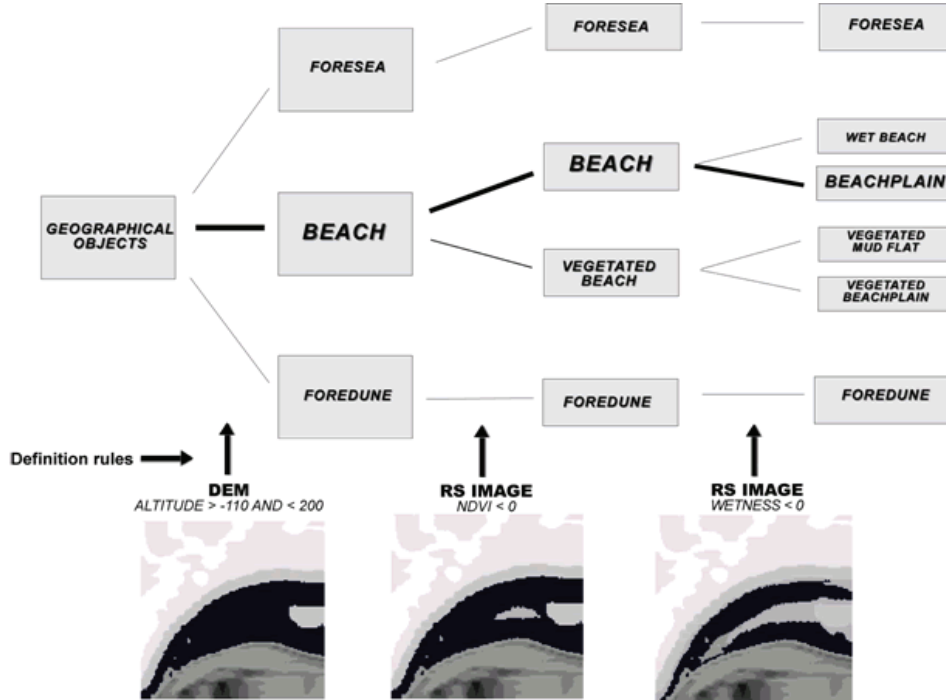 FORESEA
FORESEA
FORESEA
WET BEACH
BEACH
BEACHPLAIN
GEOGRAPHICAL
OBJECTS
BEACH
VEGETATED
MUD FLAT
VEGETATED
BEACH
VEGETATED
BEACHPLAIN
FOREDUNE
FOREDUNE
FOREDUNE
Definition rules
DEM
ALTITUDE > -110 AND < 200
RS IMAGE
NDVI < 0
RS IMAGE
WETNESS < 0